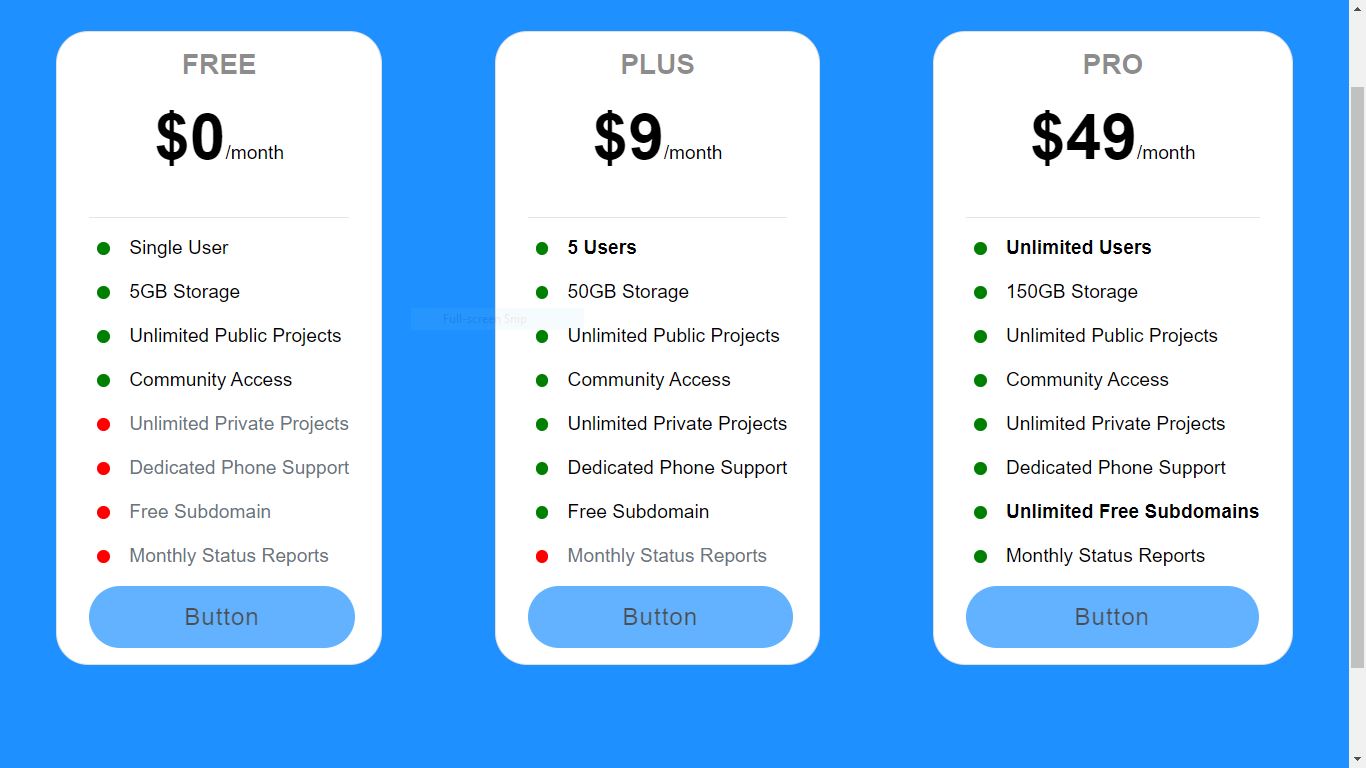 FREE
$0/month
Single User
5GB Storage
Unlimited Public Projects
Community Access
Unlimited Private Projects
Dedicated Phone Support
Free Subdomain
Monthly Status Reports
Button
PLUS
$9/month
5 Users
50GB Storage
Unlimited Public Projects
Community Access
Unlimited Private Projects
Dedicated Phone Support
Free Subdomain
Monthly Status Reports
Button
PRO
$49/month
Unlimited Users
150GB Storage
Unlimited Public Projects
Community Access
Unlimited Private Projects
Dedicated Phone Support
Unlimited Free Subdomains
Monthly Status Reports
Button
Full-screen Snip